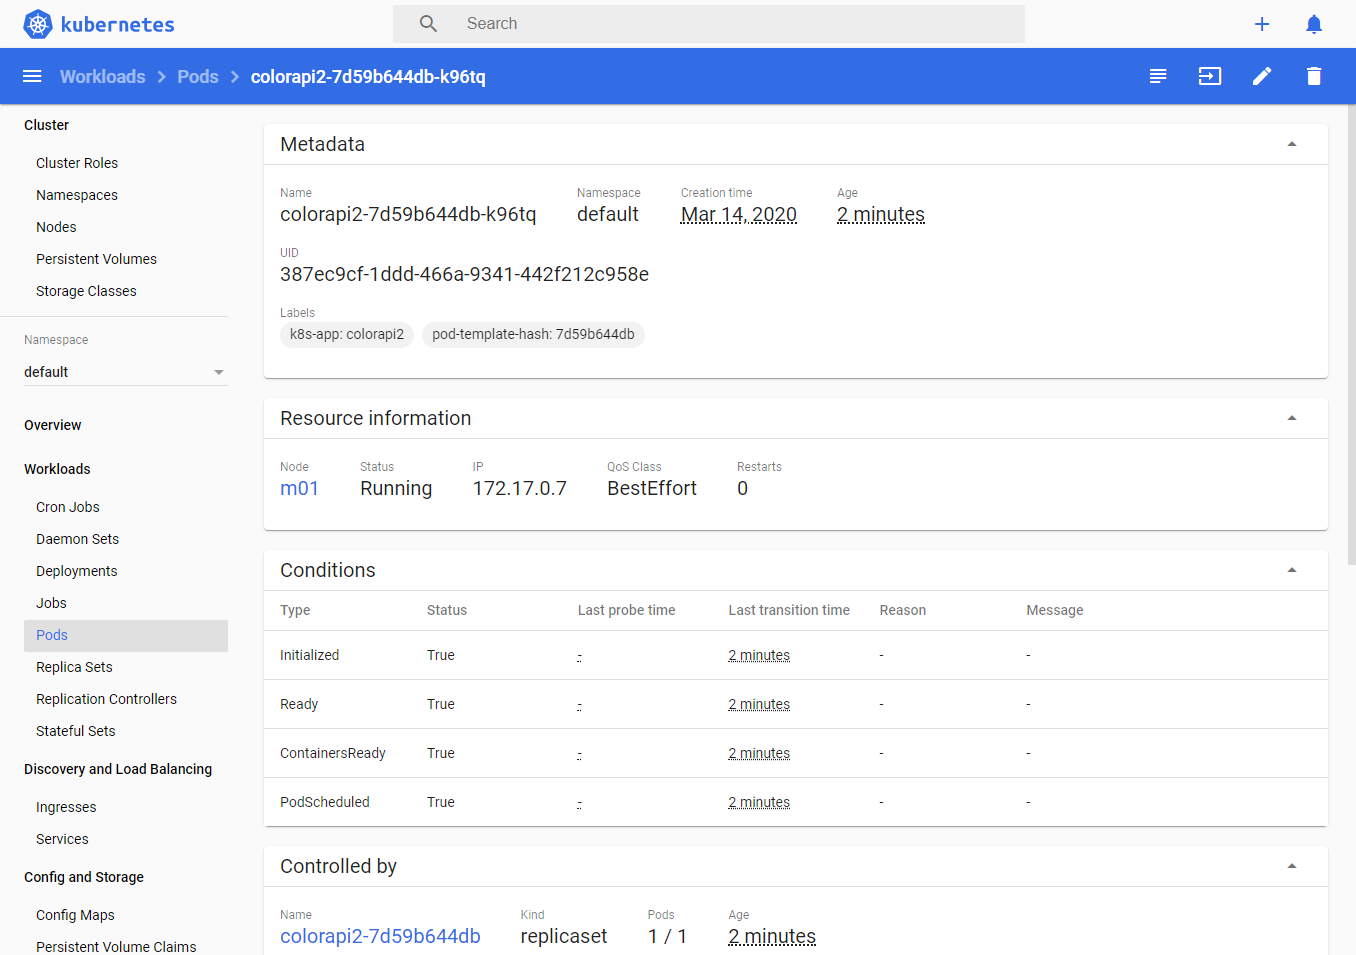 kubernetes
Search
Workloads
Pods
colorapi2-7d59b644db-k96tq
Cluster
Cluster Roles
Namespaces
Nodes
Persistent Volumes
Storage Classes
Namespace
default
Overview
Workloads
Cron Jobs
Daemon Sets
Deployments
Jobs
Pods
Replica Sets
Replication Controllers
Stateful Sets
Discovery and Load Balancing
Ingresses
Services
Config and Storage
Config Maps
Persistent Volume Claims
Metadata
Name Namespace Creation time Age
colorapi2-7d59b644db-k96tq default Mar 14, 2020 2 minutes
UID
387ec9cf-1ddd-466a-9341-442f212c958e
Labels
k8s-app: colorapi2 pod-template-hash: 7d59b644db
Resource information
Node Status IP QoS Class Restarts
m01 Running 172.17.0.7 BestEffort 0
Conditions
Type Status Last probe time Last transition time Reason Message
Initialized True - 2 minutes - -
Ready True - 2 minutes - -
ContainersReady True - 2 minutes - -
PodScheduled True - 2 minutes - -
Controlled by
Name Kind Pods Age
colorapi2-7d59b644db replicaset 1 / 1 2 minutes